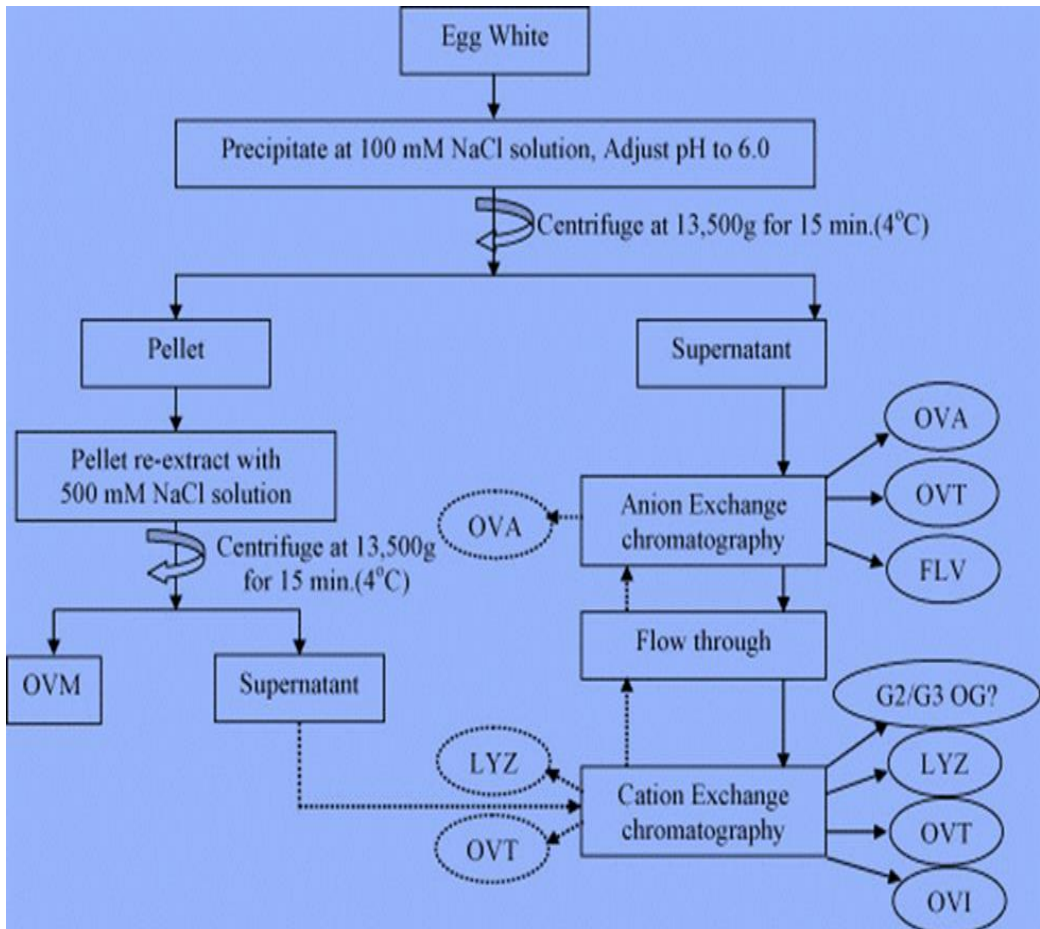 Egg White
Precipitate at 100 mM NaCl solution, Adjust pH to 6.0
Centrifuge at 13,500g for 15 min.(4°C)
Pellet
Supernatant
Pellet re-extract with
500 mM NaCl solution
Centrifuge at 13,500g
for 15 min.(4°C)
OVM
Supernatant
OVA
Anion Exchange
chromatography
OVA
OVT
FLV
Flow through
LYZ
OVT
Cation Exchange
chromatography
G2/G3 OG?
LYZ
OVT
OVI